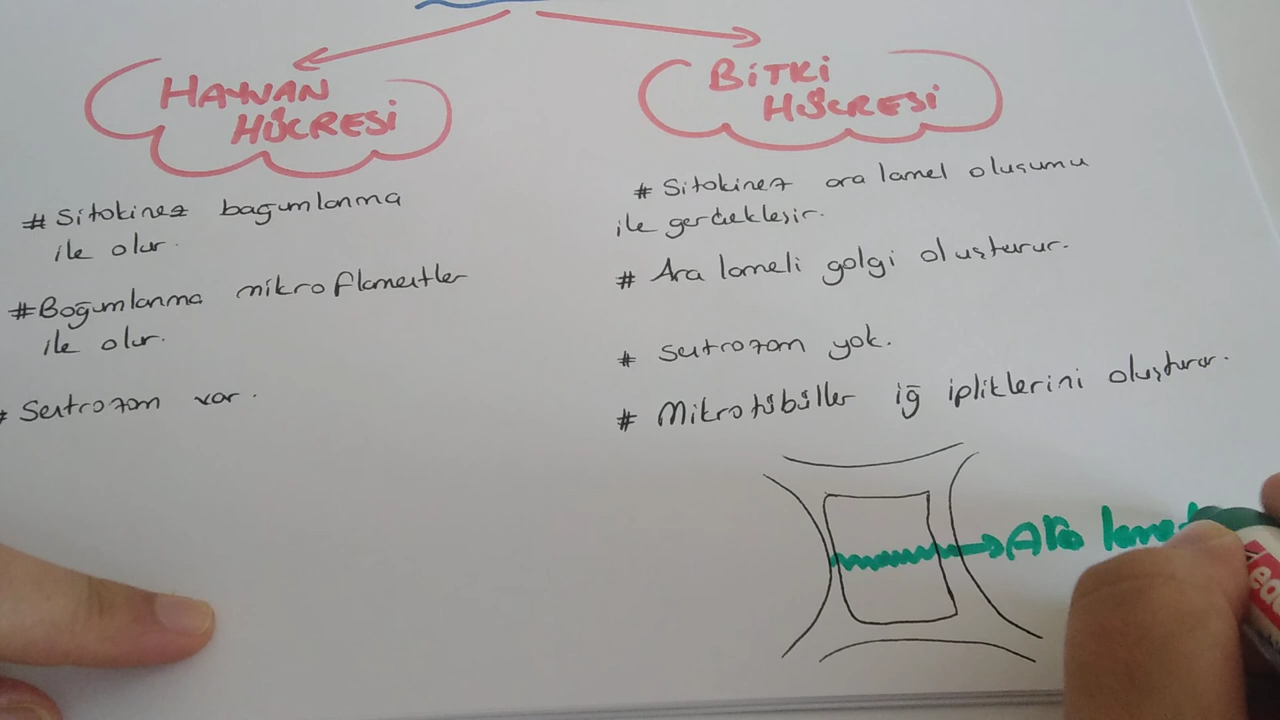 HAYVAN
HÜCRESİ
# Sitokinez bağumlanma
ile olur.
# Boğumlanma mikroflamentler
ile olur.
# Sentrozom var.
BİTKİ
HÜCRESİ
# Sitokinez ara lamel oluşumu
ile gerçekleşir.
# Ara lameli golgi oluşturur.
# Sentrozom yok.
# Mikrotübüller iğ ipliklerini oluşturur.
Ara lamel